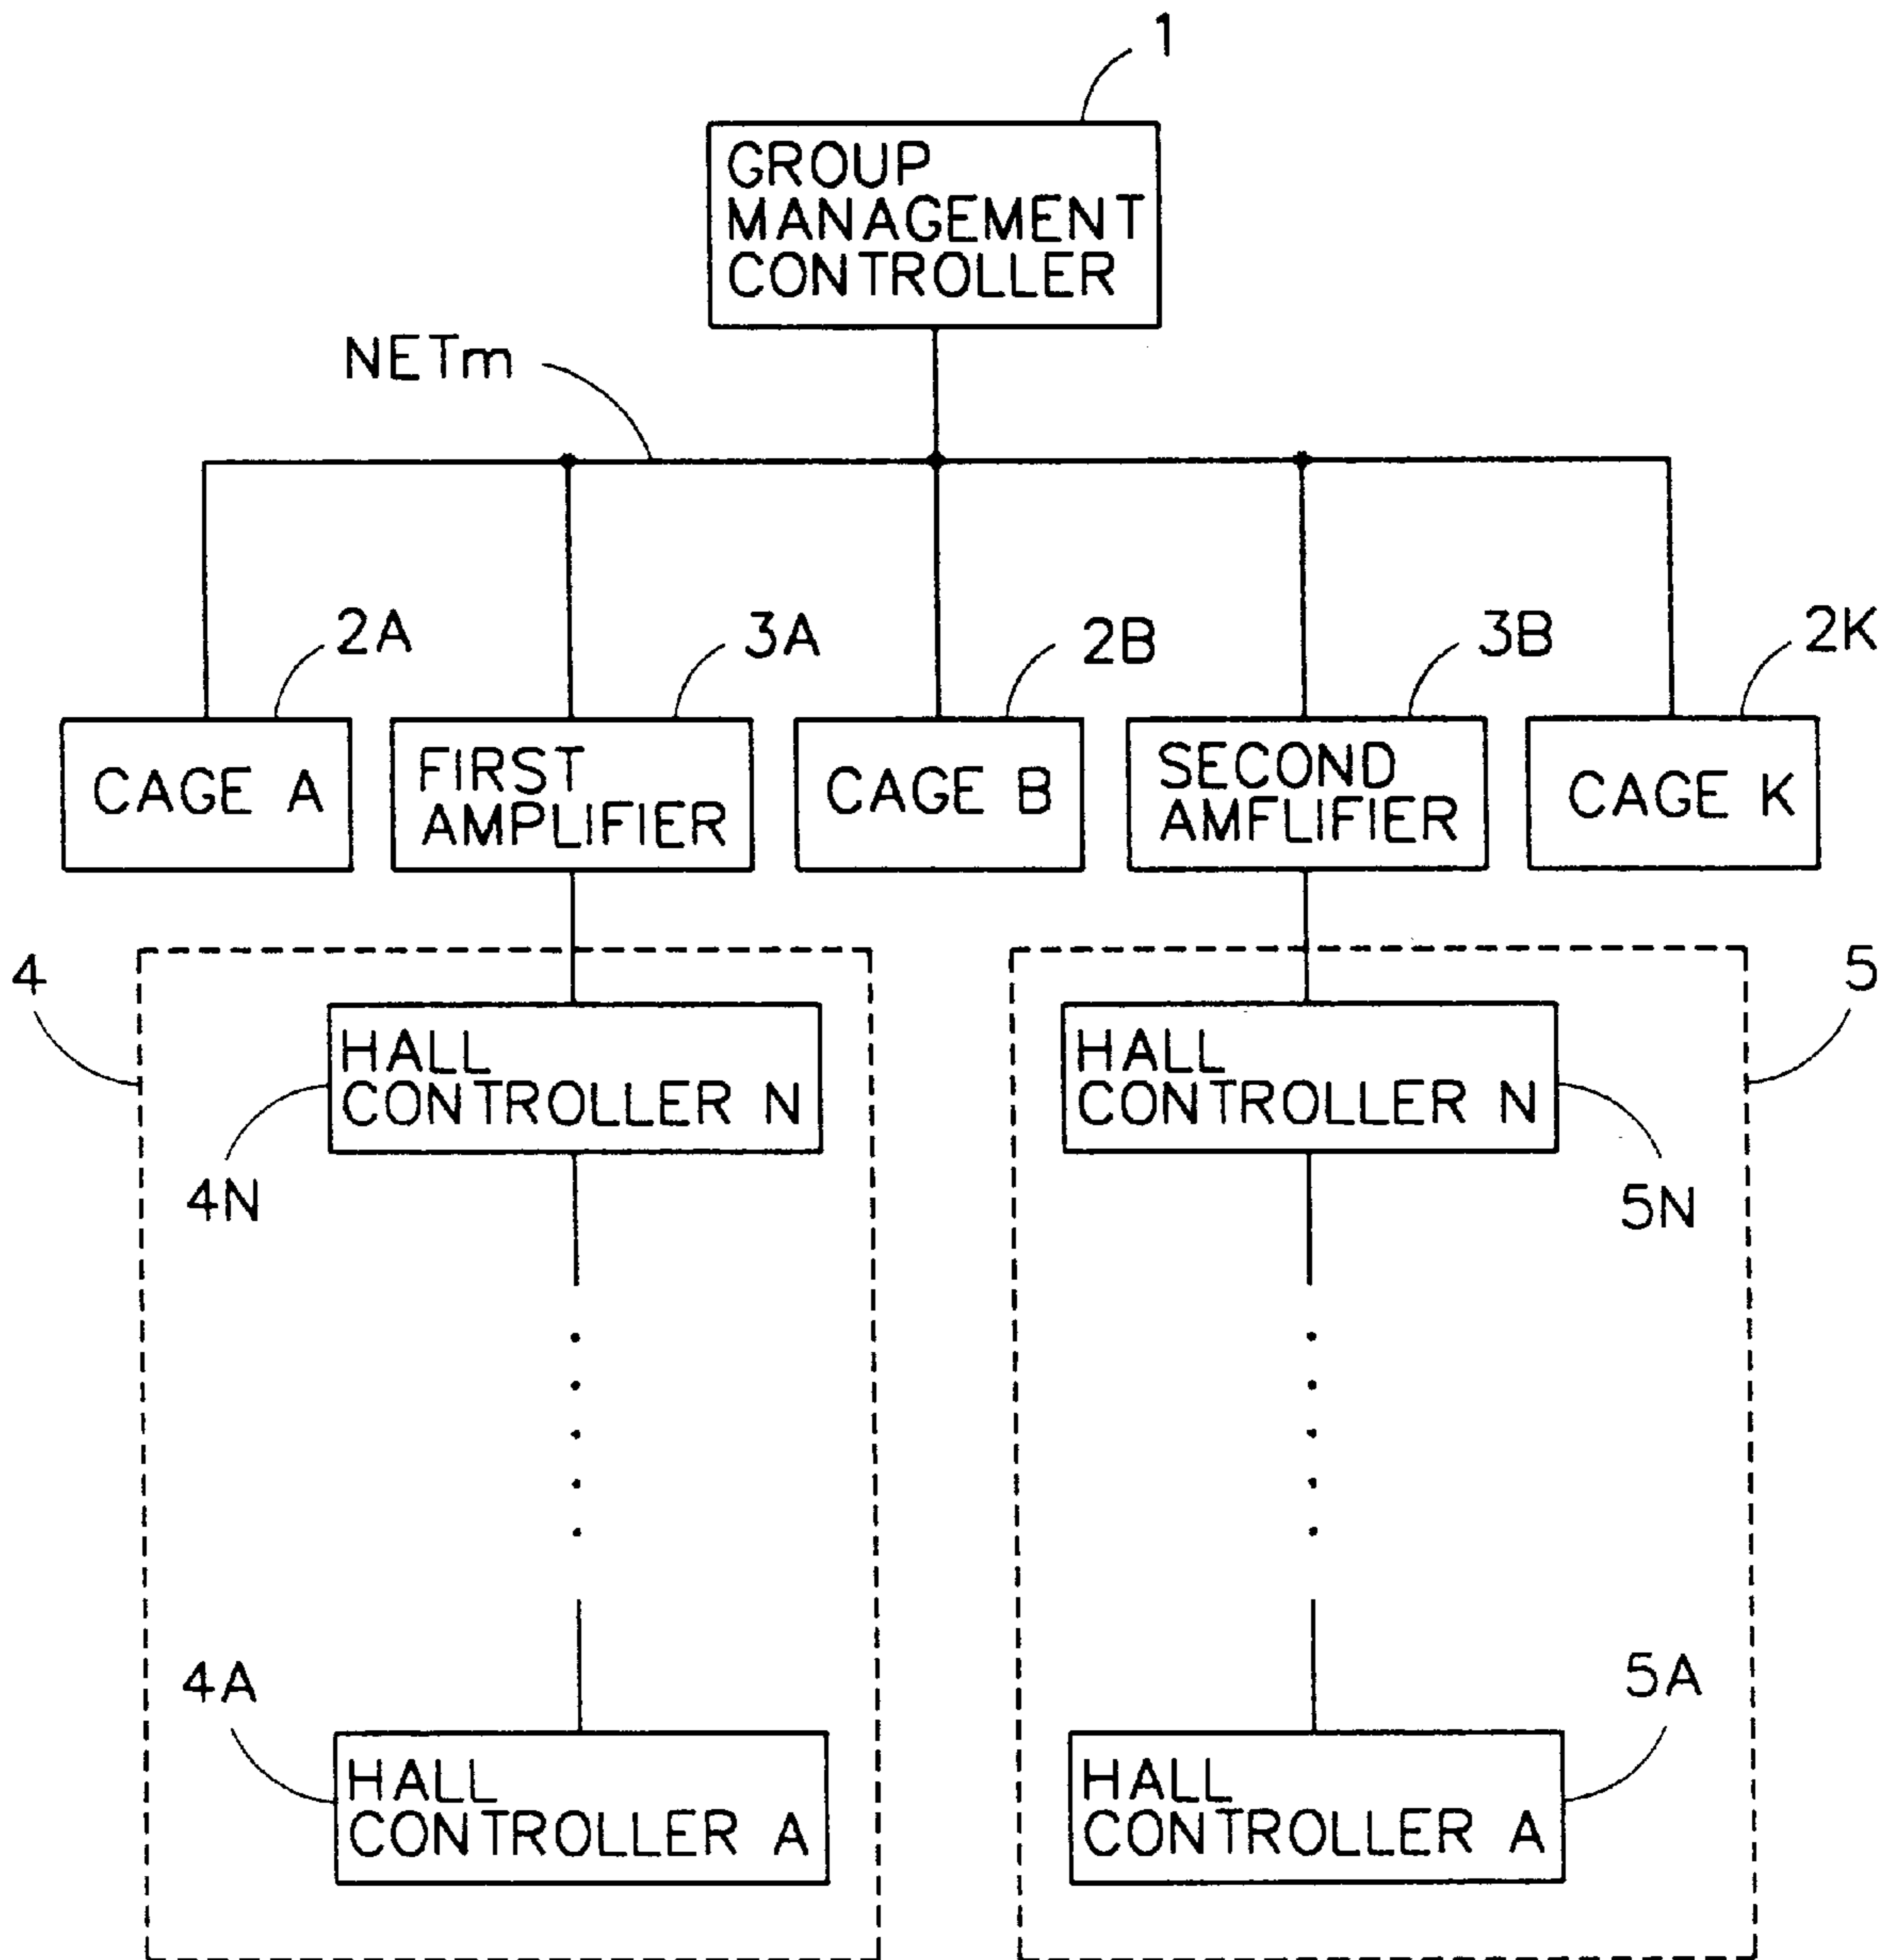 1
GROUP
MANAGEMENT
CONTROLLER
NETm
2A
3A
2B
3B
2K
CAGE A
FIRST
AMPLIFIER
CAGE B
SECOND
AMFLIFIER
CAGE K
4
5
HALL
CONTROLLER N
HALL
CONTROLLER N
4N
5N
4A
5A
HALL
CONTROLLER A
HALL
CONTROLLER A